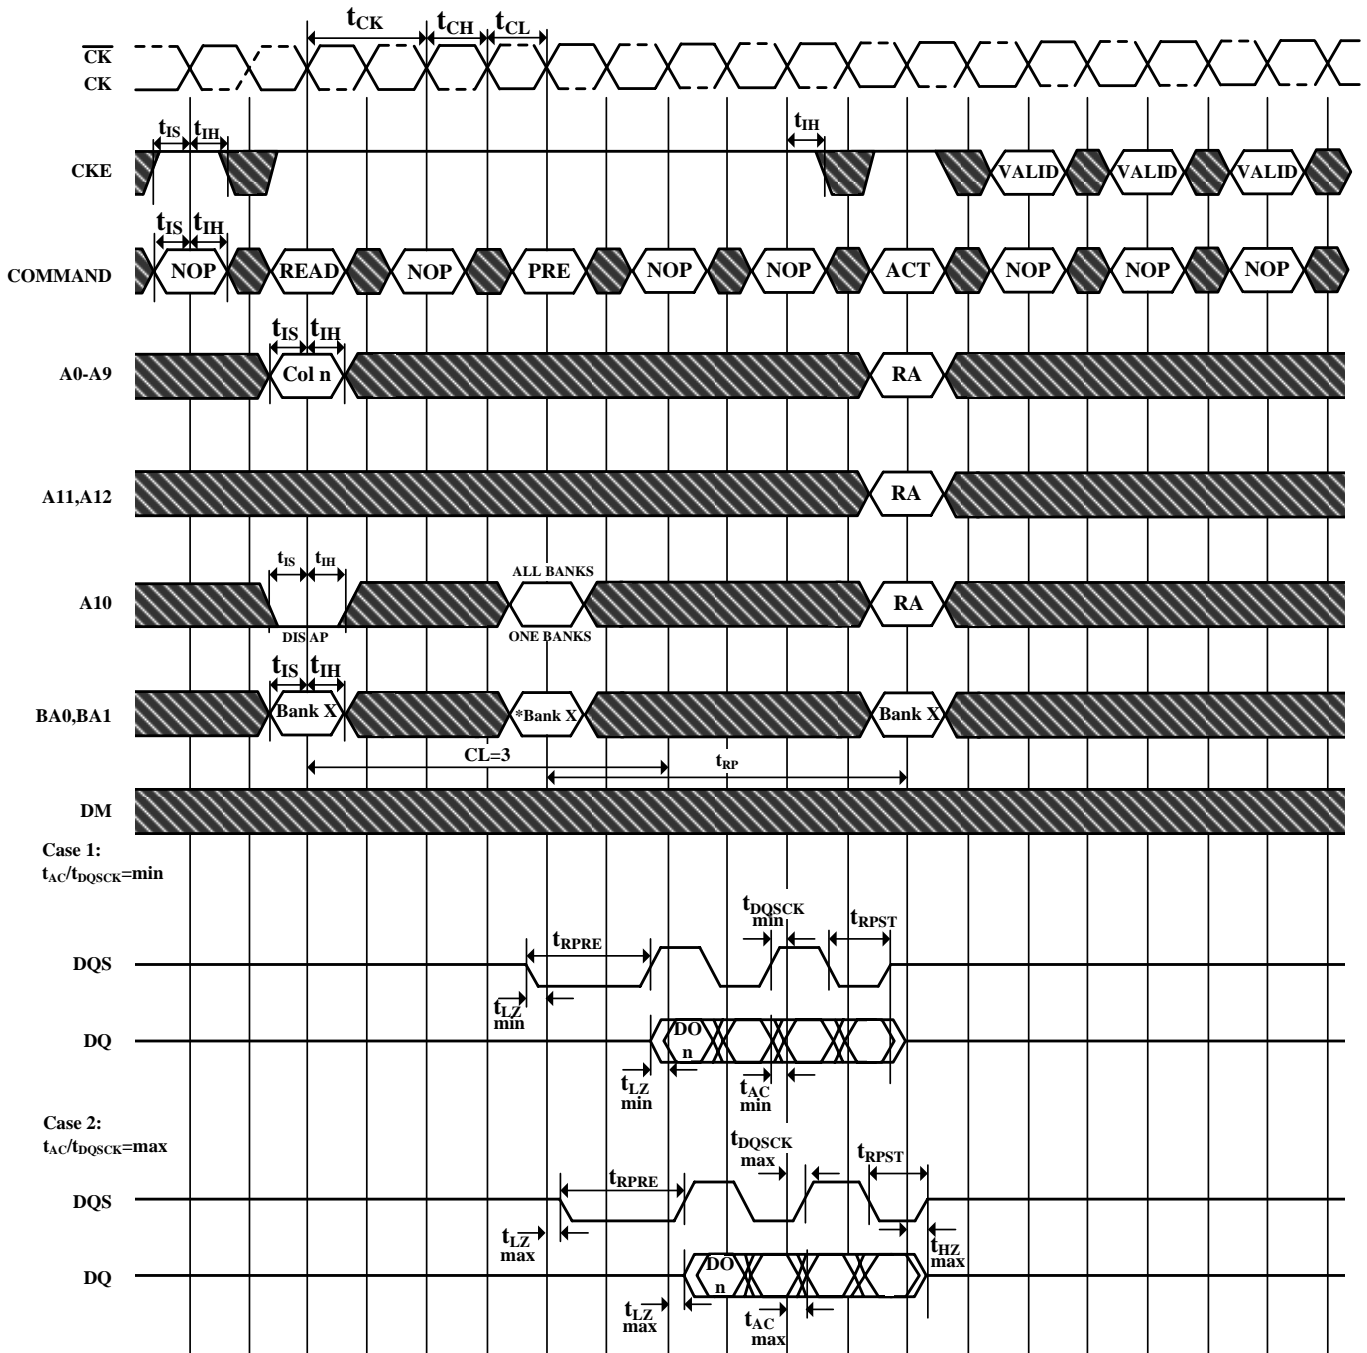 tCK tCH tCL
CK
CK
tIS tIH tIH
CKE VALID VALID VALID
tIS tIH
COMMAND NOP READ NOP PRE NOP NOP ACT NOP NOP NOP
tIS tIH
A0-A9 Col n RA
A11,A12 RA
tIS tIH ALL BANKS
A10 RA
DIS AP ONE BANKS
tIS tIH
BA0,BA1 Bank X *Bank X Bank X
CL=3 tRP
DM
Case 1:
tAC/tDQSCK=min
tDQSCK min tRPST
tRPRE
DQS
tLZ min
DQ DO n
tLZ min tAC min
Case 2:
tAC/tDQSCK=max
tDQSCK max tRPST
tRPRE
DQS
tLZ max tHZ max
DQ DO n
tLZ max tAC max